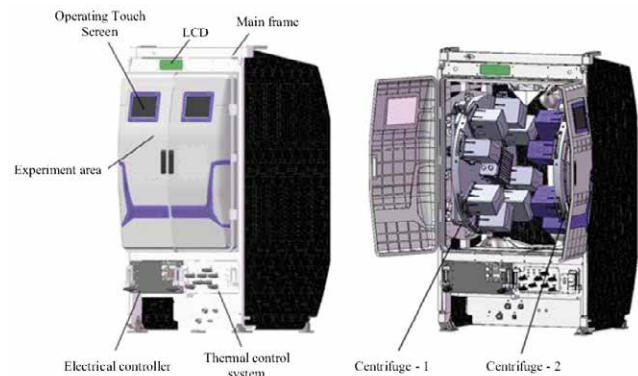 Operating Touch
Screen
LCD
Main frame
Experiment area
Electrical controller
Thermal control
system
Centrifuge - 1
Centrifuge - 2